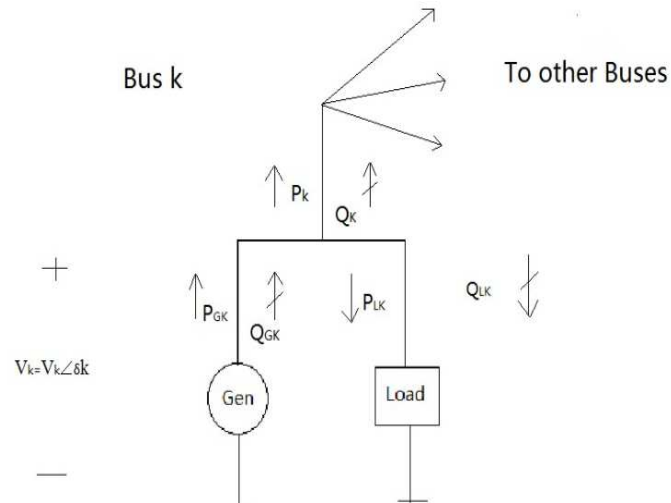 Bus k
To other Buses
Pk
QK
PGK
QGK
PLK
QLK
Vk=Vk∠δk
Gen
Load